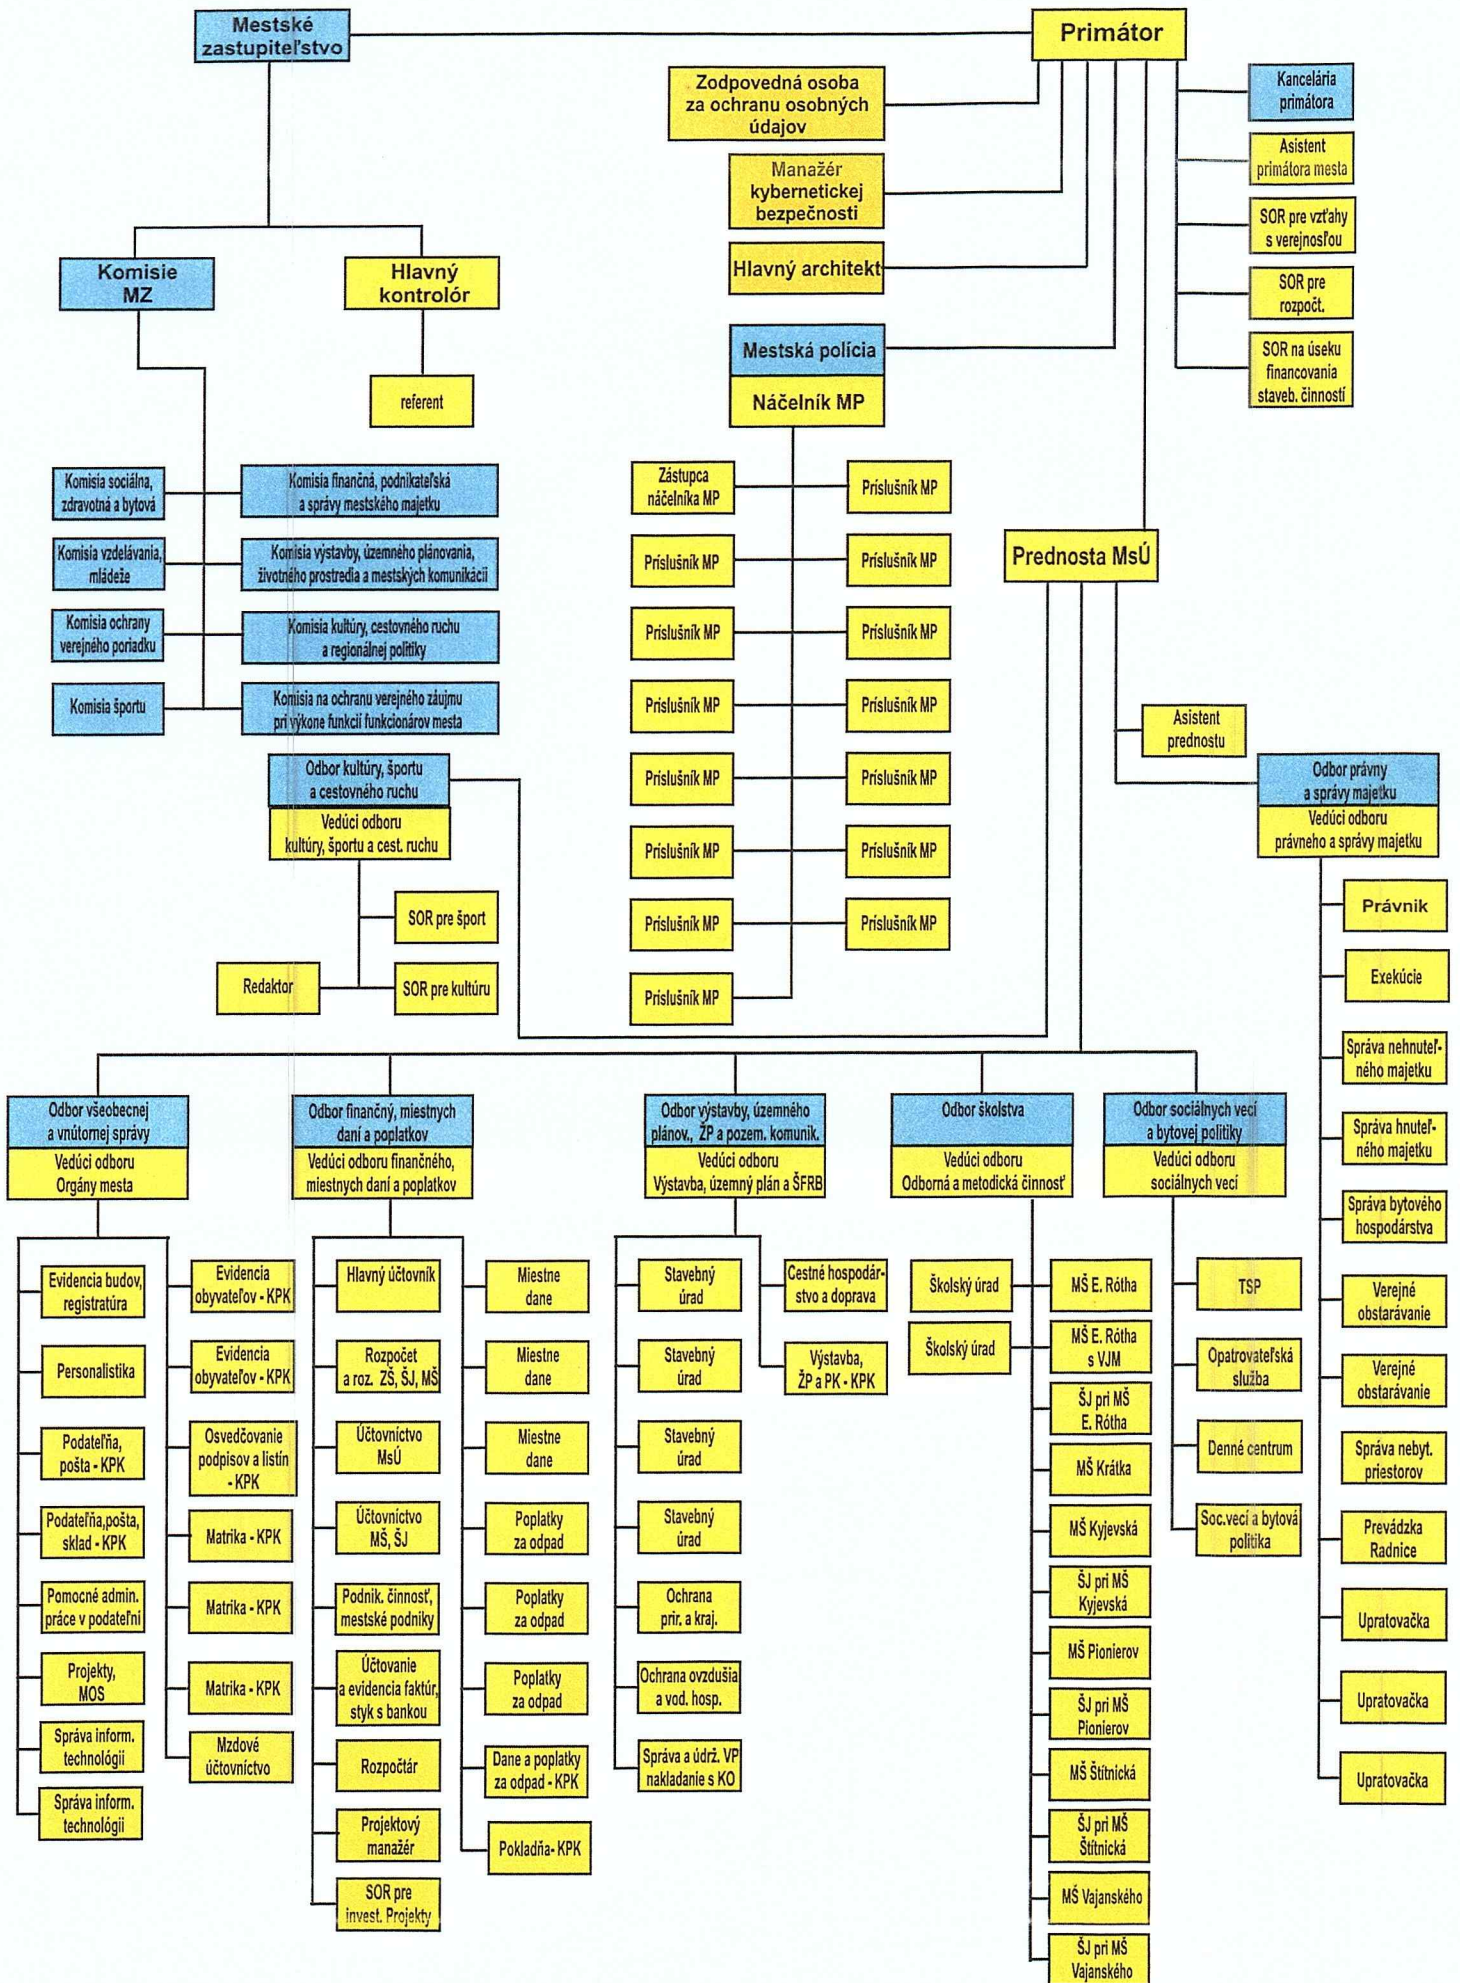 Mestské
zastupiteľstvo
Primátor
Zodpovedná osoba
za ochranu osobných
údajov
Manažér
kybernetickej
bezpečnosti
Hlavný architekt
Kancelária
primátora
Asistent
primátora mesta
SOR pre vzťahy
s verejnosľou
SOR pre
rozpočt.
SOR na úseku
financovania
staveb. činností
Komisie
MZ
Hlavný
kontrolór
referent
Mestská polícia
Náčelník MP
Komisia sociálna,
zdravotná a bytová
Komisia finančná, podnikateľská
a správy mestského majetku
Komisia vzdelávania,
mládeže
Komisia výstavby, územného plánovania,
životného prostredia a mestských komunikácii
Komisia ochrany
verejného poriadku
Komisia kultúry, cestovného ruchu
a regionálnej politiky
Komisia športu
Komisia na ochranu verejného záujmu
pri výkone funkcií funkcionárov mesta
Zástupca
náčelníka MP
Príslušník MP
Príslušník MP
Príslušník MP
Príslušník MP
Príslušník MP
Príslušník MP
Príslušník MP
Príslušník MP
Príslušník MP
Príslušník MP
Príslušník MP
Príslušník MP
Príslušník MP
Príslušník MP
Prednosta MsÚ
Asistent
prednostu
Odbor kultúry, športu
a cestovného ruchu
Vedúci odboru
kultúry, športu a cest. ruchu
SOR pre šport
Redaktor
SOR pre kultúru
Odbor právny
a správy majetku
Vedúci odboru
právneho a správy majetku
Právnik
Exekúcie
Správa nehnuteľ-
ného majetku
Správa hnuteľ-
ného majetku
Správa bytového
hospodárstva
Verejné
obstarávanie
Verejné
obstarávanie
Správa nebyt.
priestorov
Prevádzka
Radnice
Upratovačka
Upratovačka
Upratovačka
Odbor všeobecnej
a vnútornej správy
Vedúci odboru
Orgány mesta
Evidencia budov,
registratúra
Personalistika
Podateľňa,
pošta - KPK
Podateľňa,pošta,
sklad - KPK
Pomocné admin.
práce v podateľni
Projekty,
MOS
Správa inform.
technológii
Správa inform.
technológii
Evidencia
obyvateľov - KPK
Evidencia
obyvateľov - KPK
Osvedčovanie
podpisov a listín
- KPK
Matrika - KPK
Matrika - KPK
Matrika - KPK
Mzdové
účtovníctvo
Odbor finančný, miestnych
daní a poplatkov
Vedúci odboru finančného,
miestnych daní a poplatkov
Hlavný účtovník
Rozpočet
a roz. ZŠ, ŠJ, MŠ
Účtovníctvo
MsÚ
Účtovníctvo
MŠ, ŠJ
Podnik. činnosť,
mestské podniky
Účtovanie
a evidencia faktúr,
styk s bankou
Rozpočtár
Projektový
manažér
SOR pre
invest. Projekty
Miestne
dane
Miestne
dane
Miestne
dane
Poplatky
za odpad
Poplatky
za odpad
Poplatky
za odpad
Dane a poplatky
za odpad - KPK
Pokladňa- KPK
Odbor výstavby, územného
plánov., ŽP a pozem. komunik.
Vedúci odboru
Výstavba, územný plán a ŠFRB
Stavebný
úrad
Stavebný
úrad
Stavebný
úrad
Stavebný
úrad
Ochrana
prir. a kraj.
Ochrana ovzdušia
a vod. hosp.
Správa a údrž. VP
nakladanie s KO
Cestné hospodár-
stvo a doprava
Výstavba,
ŽP a PK - KPK
Odbor školstva
Vedúci odboru
Odborná a metodická činnosť
Školský úrad
Školský úrad
MŠ E. Rótha
MŠ E. Rótha
s VJM
ŠJ pri MŠ
E. Rótha
MŠ Krátka
MŠ Kyjevská
ŠJ pri MŠ
Kyjevská
MŠ Pionierov
ŠJ pri MŠ
Pionierov
MŠ Štítnická
ŠJ pri MŠ
Štítnická
MŠ Vajanského
ŠJ pri MŠ
Vajanského
Odbor sociálnych vecí
a bytovej politiky
Vedúci odboru
sociálnych vecí
TSP
Opatrovateľská
služba
Denné centrum
Soc.veci a bytová
politika